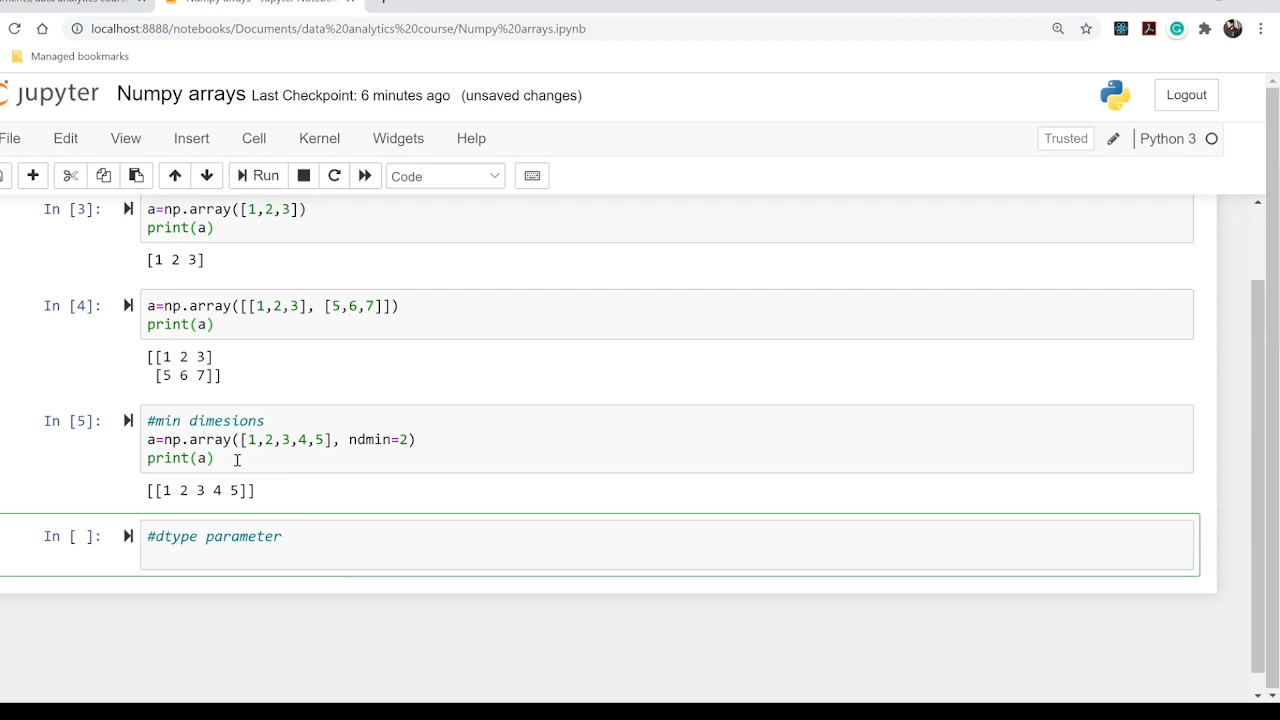 localhost:8888/notebooks/Documents/data%20analytics%20course/Numpy%20arrays.ipynb
Managed bookmarks
jupyter Numpy arrays Last Checkpoint: 6 minutes ago (unsaved changes) Logout
File Edit View Insert Cell Kernel Widgets Help Trusted Python 3
Run Code
In [3]: a=np.array([1,2,3])
print(a)
[1 2 3]
In [4]: a=np.array([[1,2,3], [5,6,7]])
print(a)
[[1 2 3]
[5 6 7]]
In [5]: #min dimesions
a=np.array([1,2,3,4,5], ndmin=2)
print(a)
[[1 2 3 4 5]]
In [ ]: #dtype parameter